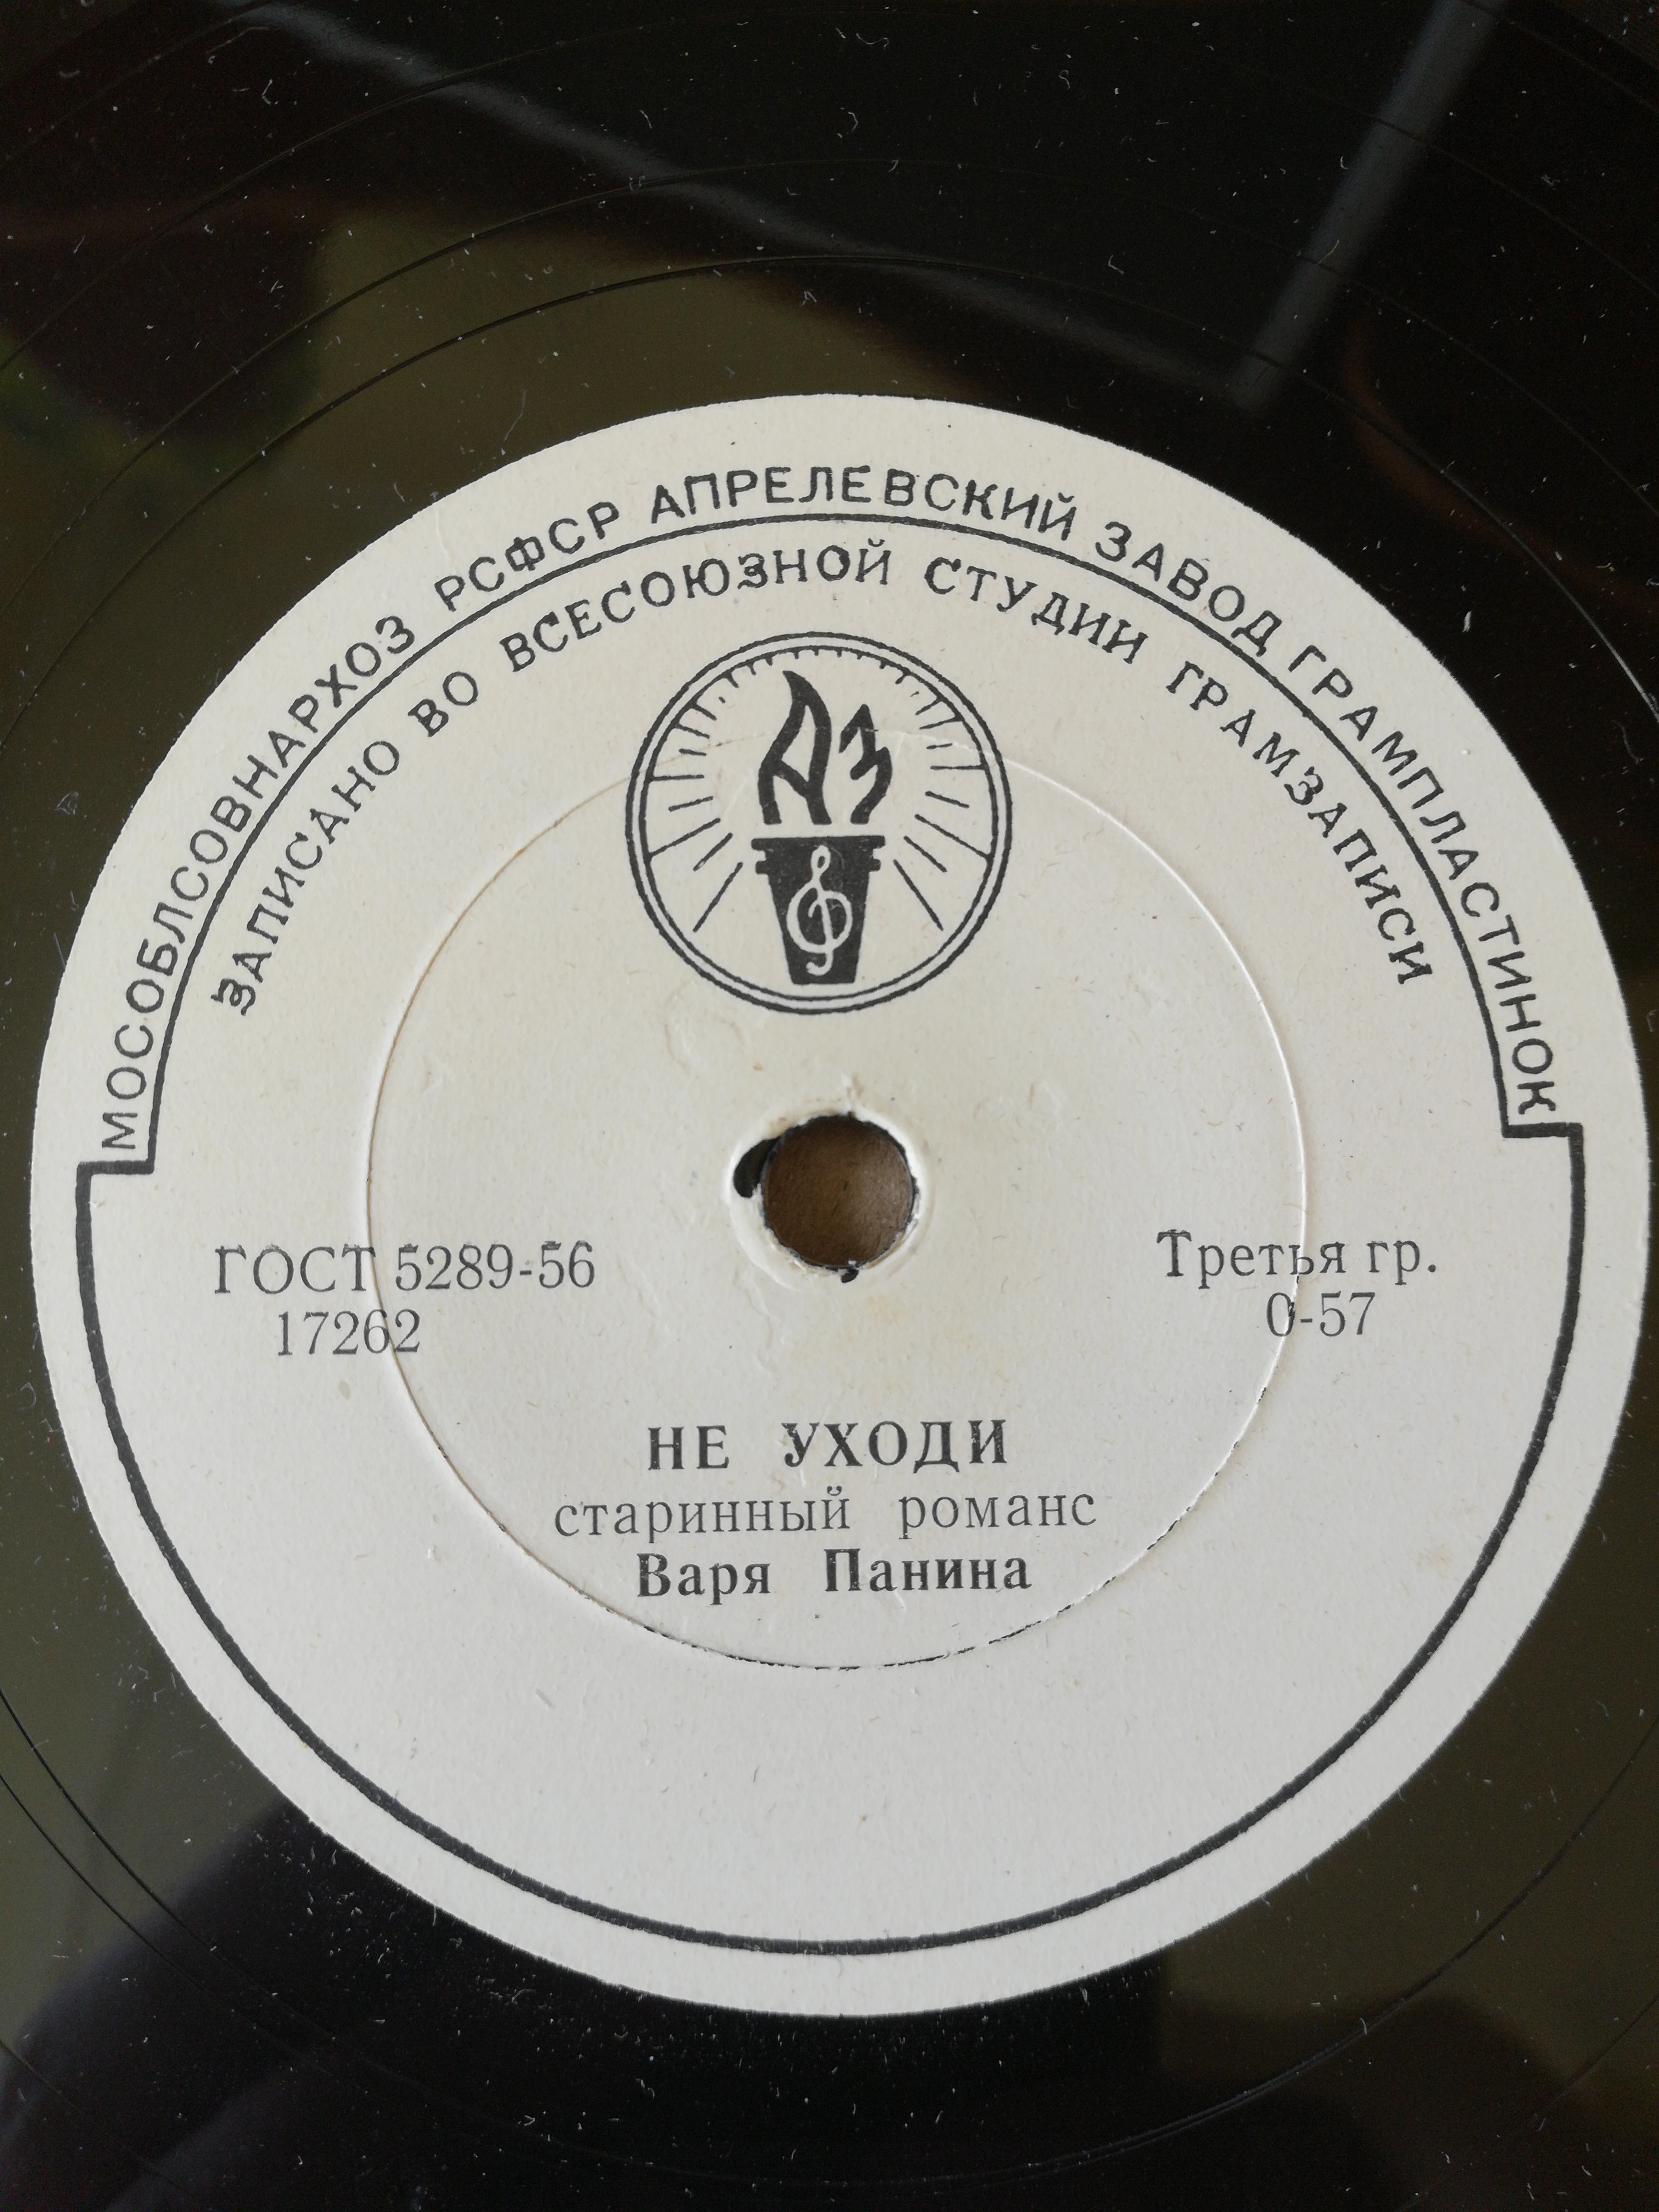 МОСОБЛСОВНАРХОЗ РСФСР АПРЕЛЕВСКИЙ ЗАВОД ГРАМПЛАСТИНОК
ЗАПИСАНО ВО ВСЕСОЮЗНОЙ СТУДИИ ГРАМЗАПИСИ
АЗ
ГОСТ 5289-56
17262
Третья гр.
0-57
НЕ УХОДИ
старинный романс
Варя Панина